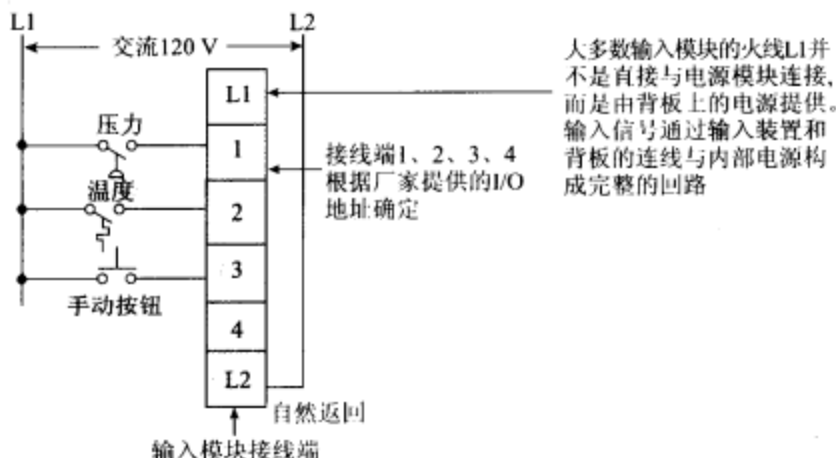 L1
L2
交流120 V
L1
1
2
3
4
L2
压力
温度
手动按钮
接线端1、2、3、4
根据厂家提供的I/O
地址确定
大多数输入模块的火线L1并
不是直接与电源模块连接,
而是由背板上的电源提供。
输入信号通过输入装置和
背板的连线与内部电源构
成完整的回路
自然返回
输入模块接线端